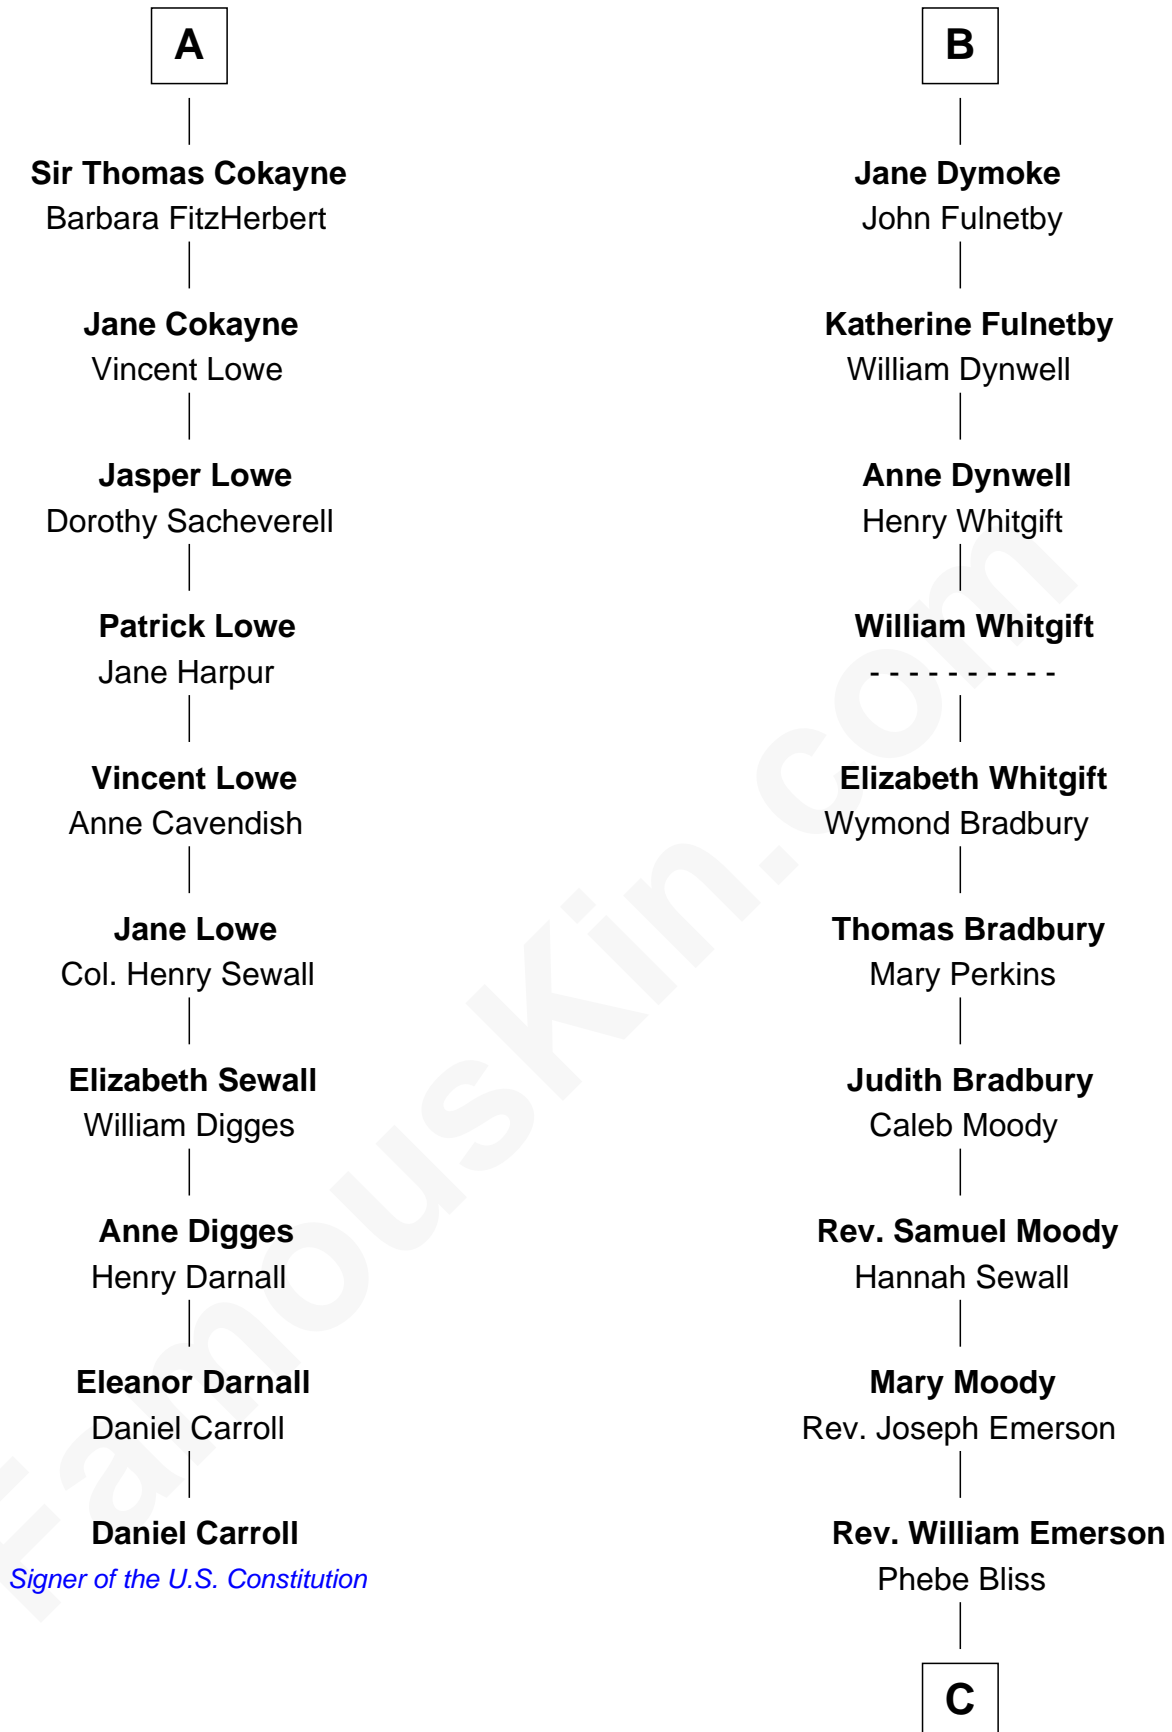 A
Sir Thomas Cokayne
Barbara FitzHerbert
Jane Cokayne
Vincent Lowe
Jasper Lowe
Dorothy Sacheverell
Patrick Lowe
Jane Harpur
Vincent Lowe
Anne Cavendish
Jane Lowe
Col. Henry Sewall
Elizabeth Sewall
William Digges
Anne Digges
Henry Darnall
Eleanor Darnall
Daniel Carroll
Daniel Carroll
Signer of the U.S. Constitution
B
Jane Dymoke
John Fulnetby
Katherine Fulnetby
William Dynwell
Anne Dynwell
Henry Whitgift
William Whitgift
- - - - - - - - - -
Elizabeth Whitgift
Wymond Bradbury
Thomas Bradbury
Mary Perkins
Judith Bradbury
Caleb Moody
Rev. Samuel Moody
Hannah Sewall
Mary Moody
Rev. Joseph Emerson
Rev. William Emerson
Phebe Bliss
C
FamousKin.com